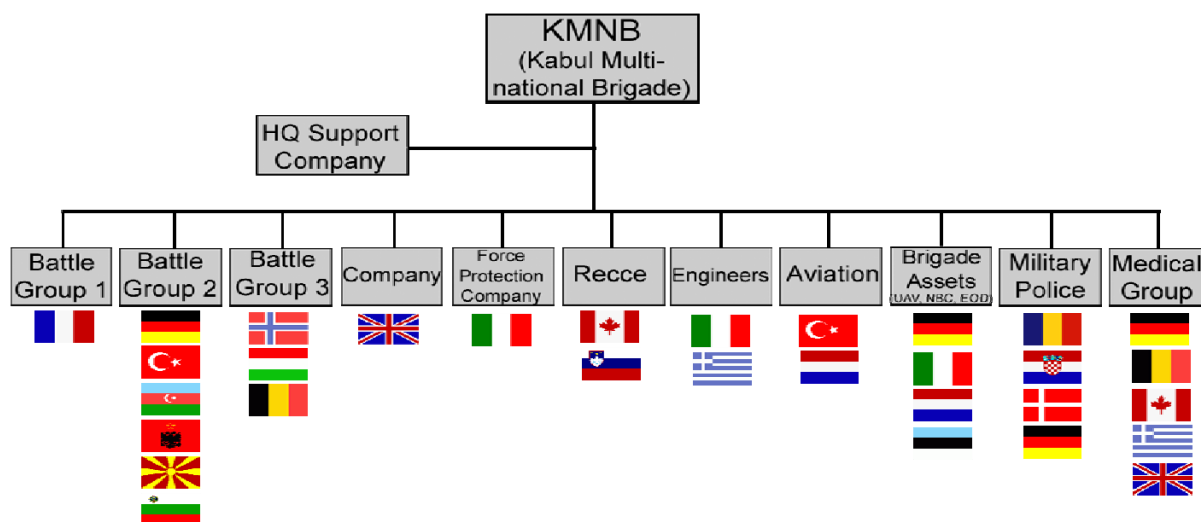 KMNB
(Kabul Multi-
national Brigade)
HQ Support
Company
Battle
Group 1
Battle
Group 2
Battle
Group 3
Company
Force
Protection
Company
Recce
Engineers
Aviation
Brigade
Assets
(UAV, NBC, EOD)
Military
Police
Medical
Group